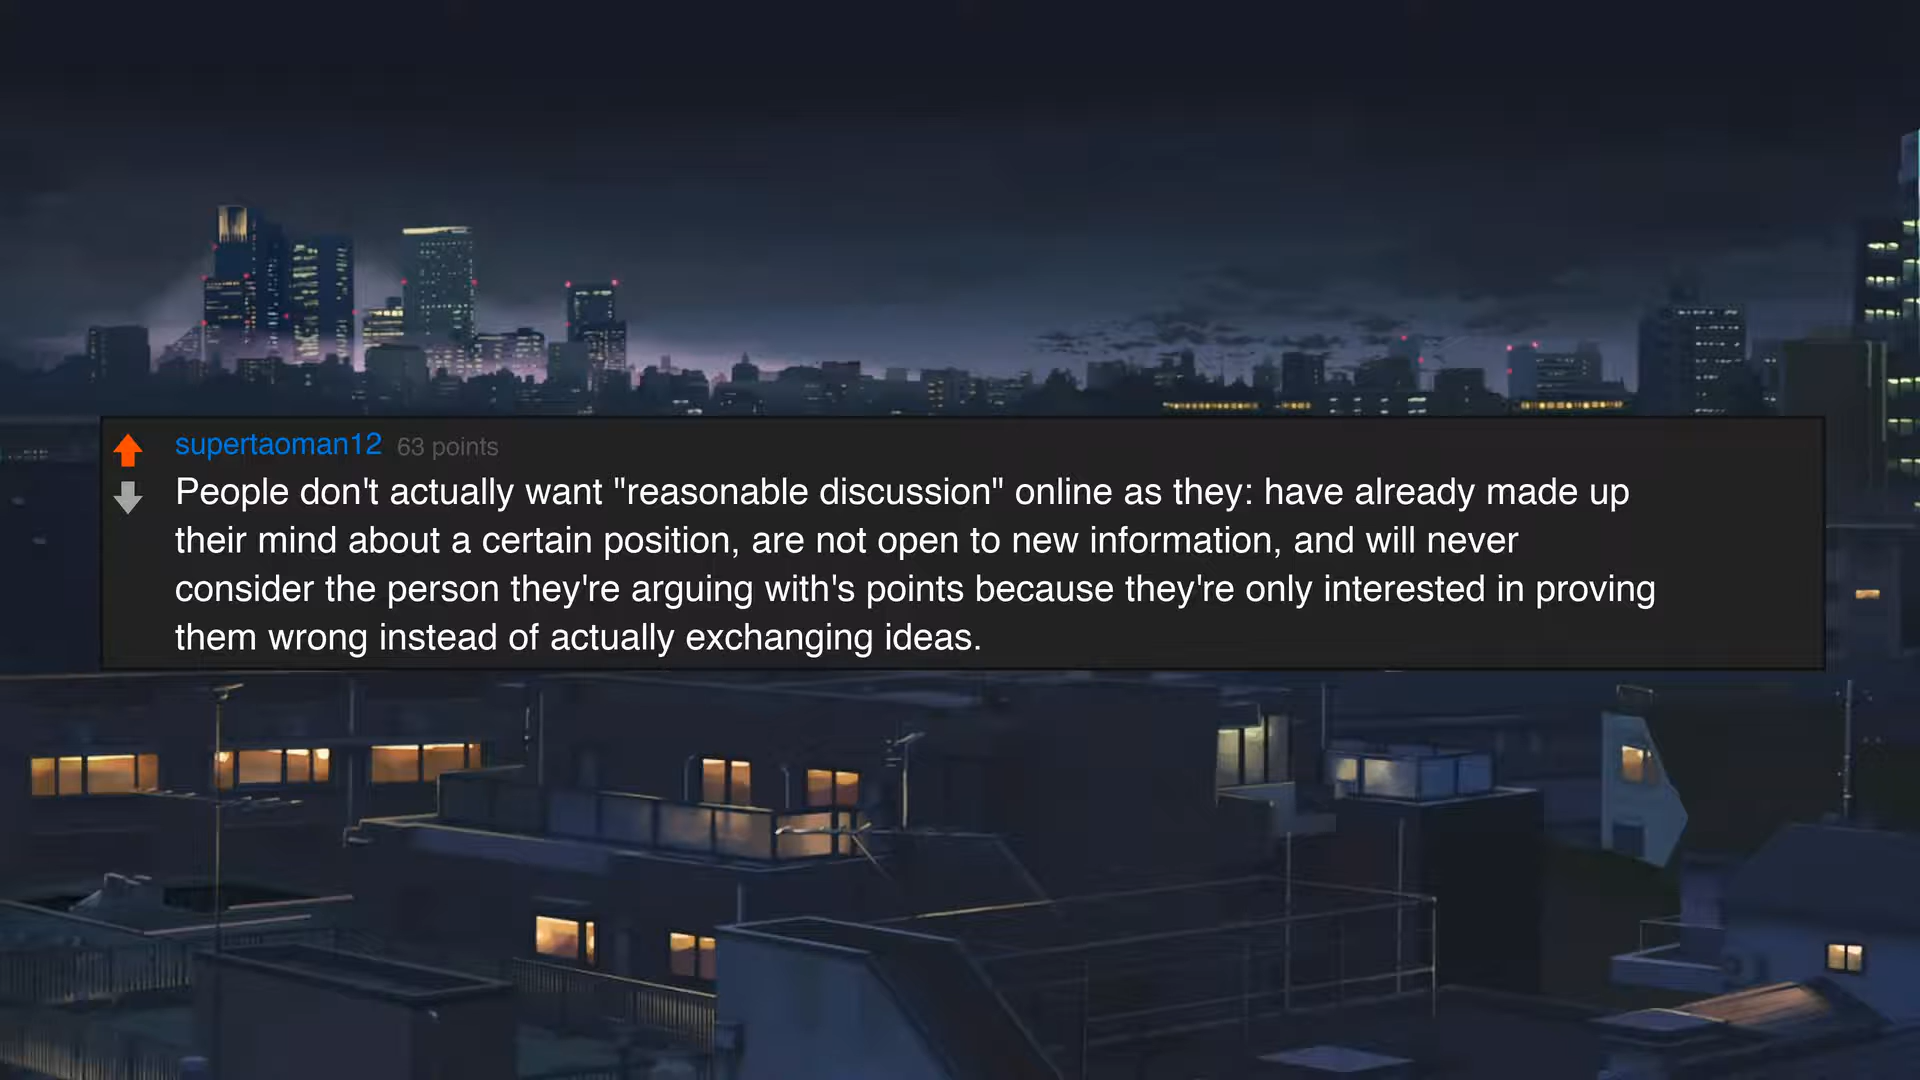 supertaoman12 63 points
People don't actually want "reasonable discussion" online as they: have already made up
their mind about a certain position, are not open to new information, and will never
consider the person they're arguing with's points because they're only interested in proving
them wrong instead of actually exchanging ideas.